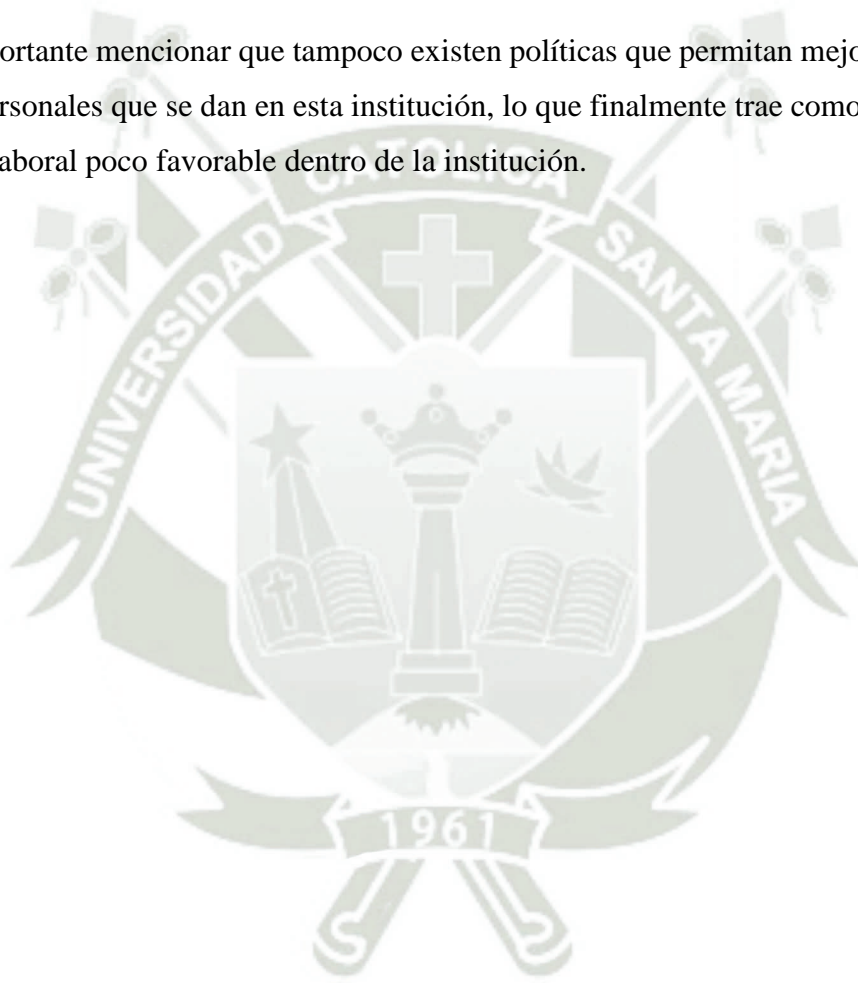 ortante mencionar que tampoco existen políticas que permitan mejo
rsonales que se dan en esta institución, lo que finalmente trae como
aboral poco favorable dentro de la institución.
CATOLICA
UNIVERSIDAD
SANTA MARIA
1961